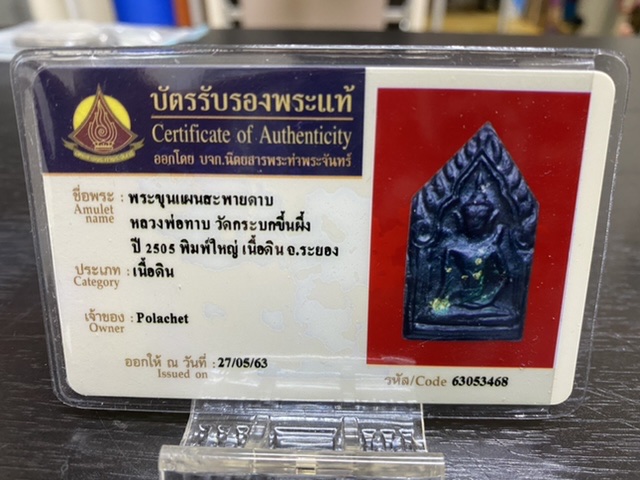 บัตรรับรองพระแท้
Certificate of Authenticity
ออกโดย บจก.นิตยสารพระท่าพระจันทร์
ชื่อพระ : พระขุนแผนสะพายดาบ
Amulet name
หลวงพ่อทาบ วัดกระบกขึ้นผึ้ง
ปี 2505 พิมพ์ใหญ่ เนื้อดิน จ.ระยอง
ประเภท : เนื้อดิน
Category
เจ้าของ : Polachet
Owner
ออกให้ ณ วันที่ : 27/05/63
Issued on
รหัส/Code 63053468